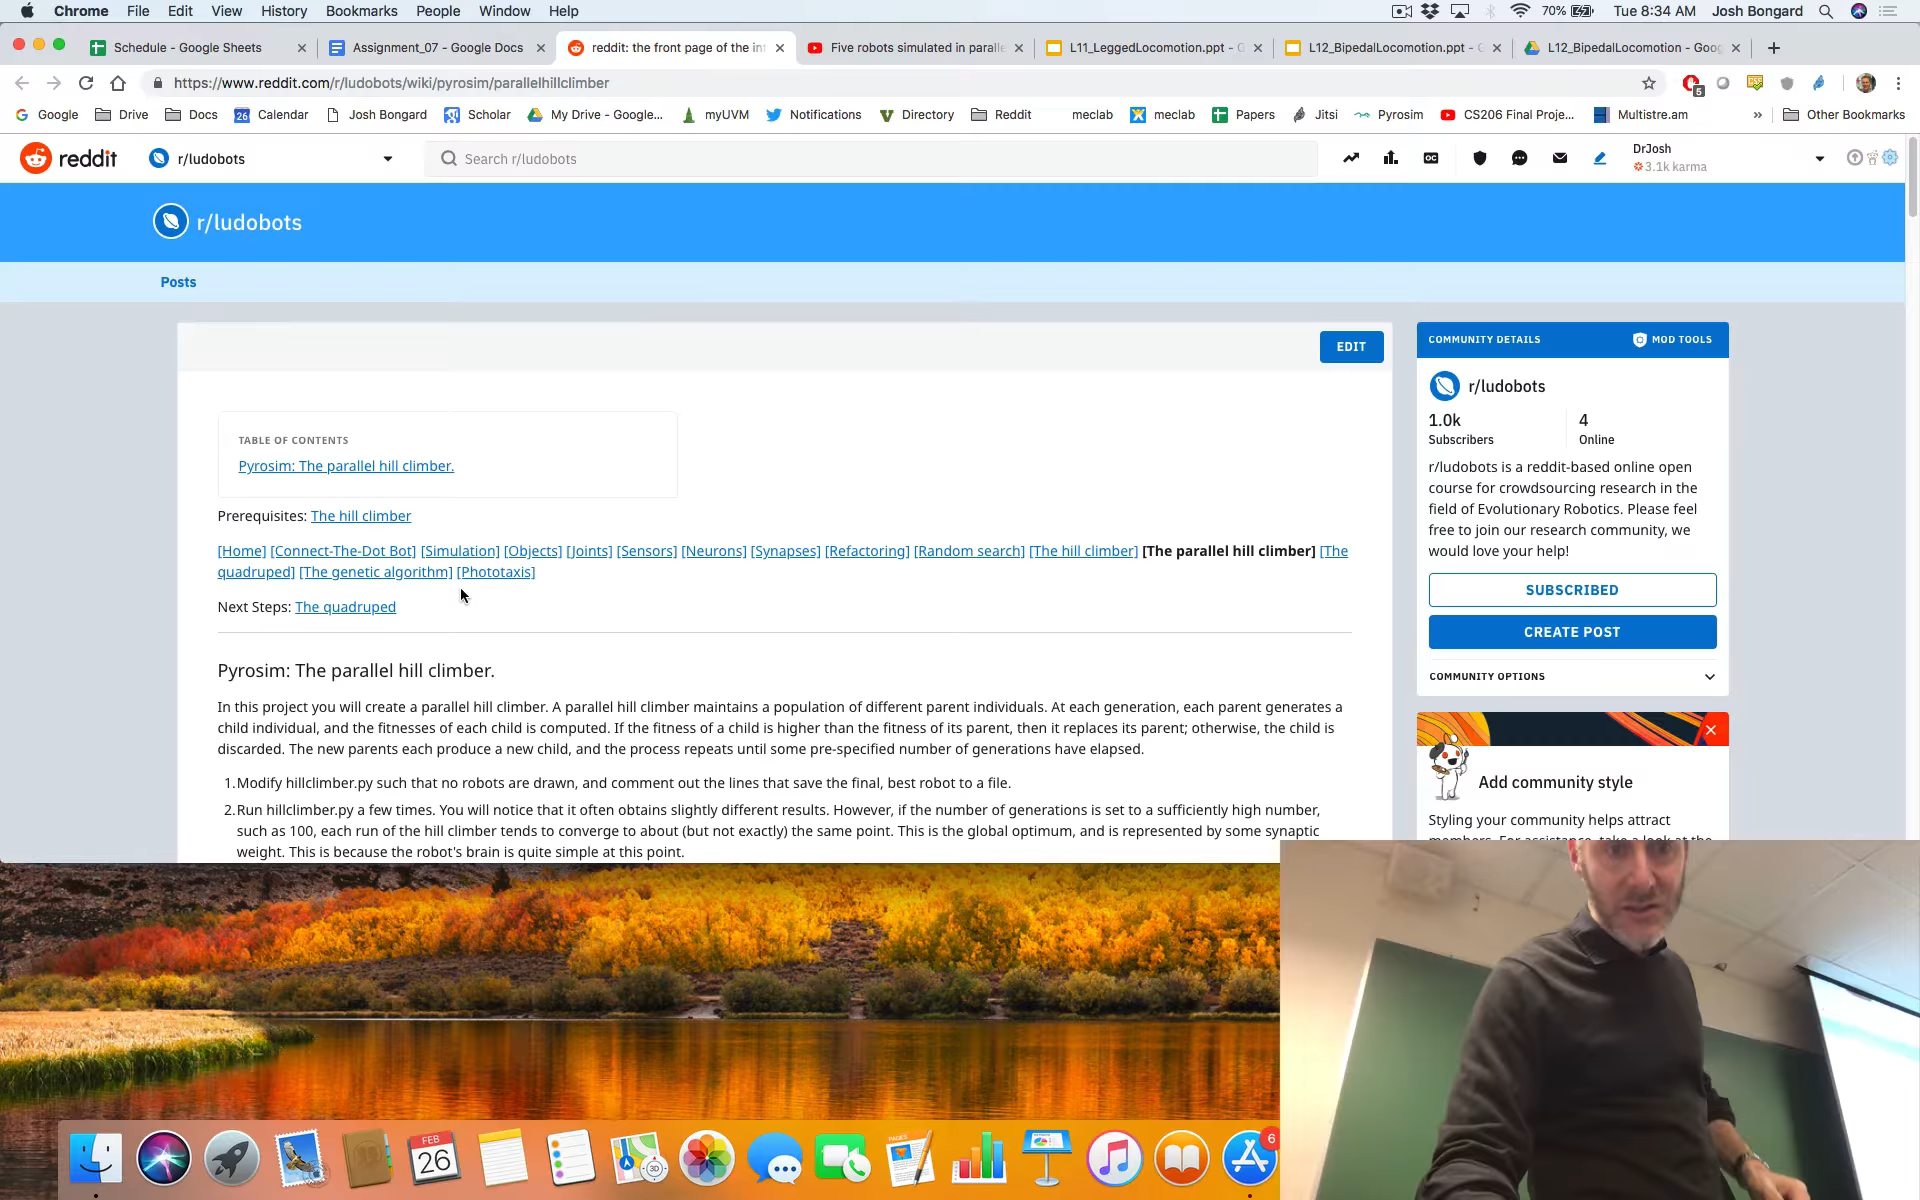 Chrome File Edit View History Bookmarks People Window Help 70% Tue 8:34 AM Josh Bongard
Schedule - Google Sheets Assignment_07 - Google Docs reddit: the front page of the int Five robots simulated in paralle L11_LeggedLocomotion.ppt - G L12_BipedalLocomotion.ppt - G L12_BipedalLocomotion - Goog
https://www.reddit.com/r/ludobots/wiki/pyrosim/parallelhillclimber 5
Google Drive Docs 26 Calendar Josh Bongard Scholar My Drive - Google... myUVM Notifications Directory Reddit meclab meclab Papers Jitsi Pyrosim CS206 Final Proje... Multistre.am » Other Bookmarks
reddit r/ludobots Search r/ludobots OC DrJosh
3.1k karma
r/ludobots
Posts
EDIT
TABLE OF CONTENTS
Pyrosim: The parallel hill climber.
Prerequisites: The hill climber
[Home] [Connect-The-Dot Bot] [Simulation] [Objects] [Joints] [Sensors] [Neurons] [Synapses] [Refactoring] [Random search] [The hill climber] [The parallel hill climber] [The
quadruped] [The genetic algorithm] [Phototaxis]
Next Steps: The quadruped
Pyrosim: The parallel hill climber.
In this project you will create a parallel hill climber. A parallel hill climber maintains a population of different parent individuals. At each generation, each parent generates a
child individual, and the fitnesses of each child is computed. If the fitness of a child is higher than the fitness of its parent, then it replaces its parent; otherwise, the child is
discarded. The new parents each produce a new child, and the process repeats until some pre-specified number of generations have elapsed.
1. Modify hillclimber.py such that no robots are drawn, and comment out the lines that save the final, best robot to a file.
2. Run hillclimber.py a few times. You will notice that it often obtains slightly different results. However, if the number of generations is set to a sufficiently high number,
such as 100, each run of the hill climber tends to converge to about (but not exactly) the same point. This is the global optimum, and is represented by some synaptic
weight. This is because the robot's brain is quite simple at this point.
COMMUNITY DETAILS MOD TOOLS
r/ludobots
1.0k 4
Subscribers Online
r/ludobots is a reddit-based online open
course for crowdsourcing research in the
field of Evolutionary Robotics. Please feel
free to join our research community, we
would love your help!
SUBSCRIBED
CREATE POST
COMMUNITY OPTIONS
Add community style
Styling your community helps attract
members. For assistance, take a look at the
FEB
26
3D
PAGES
6